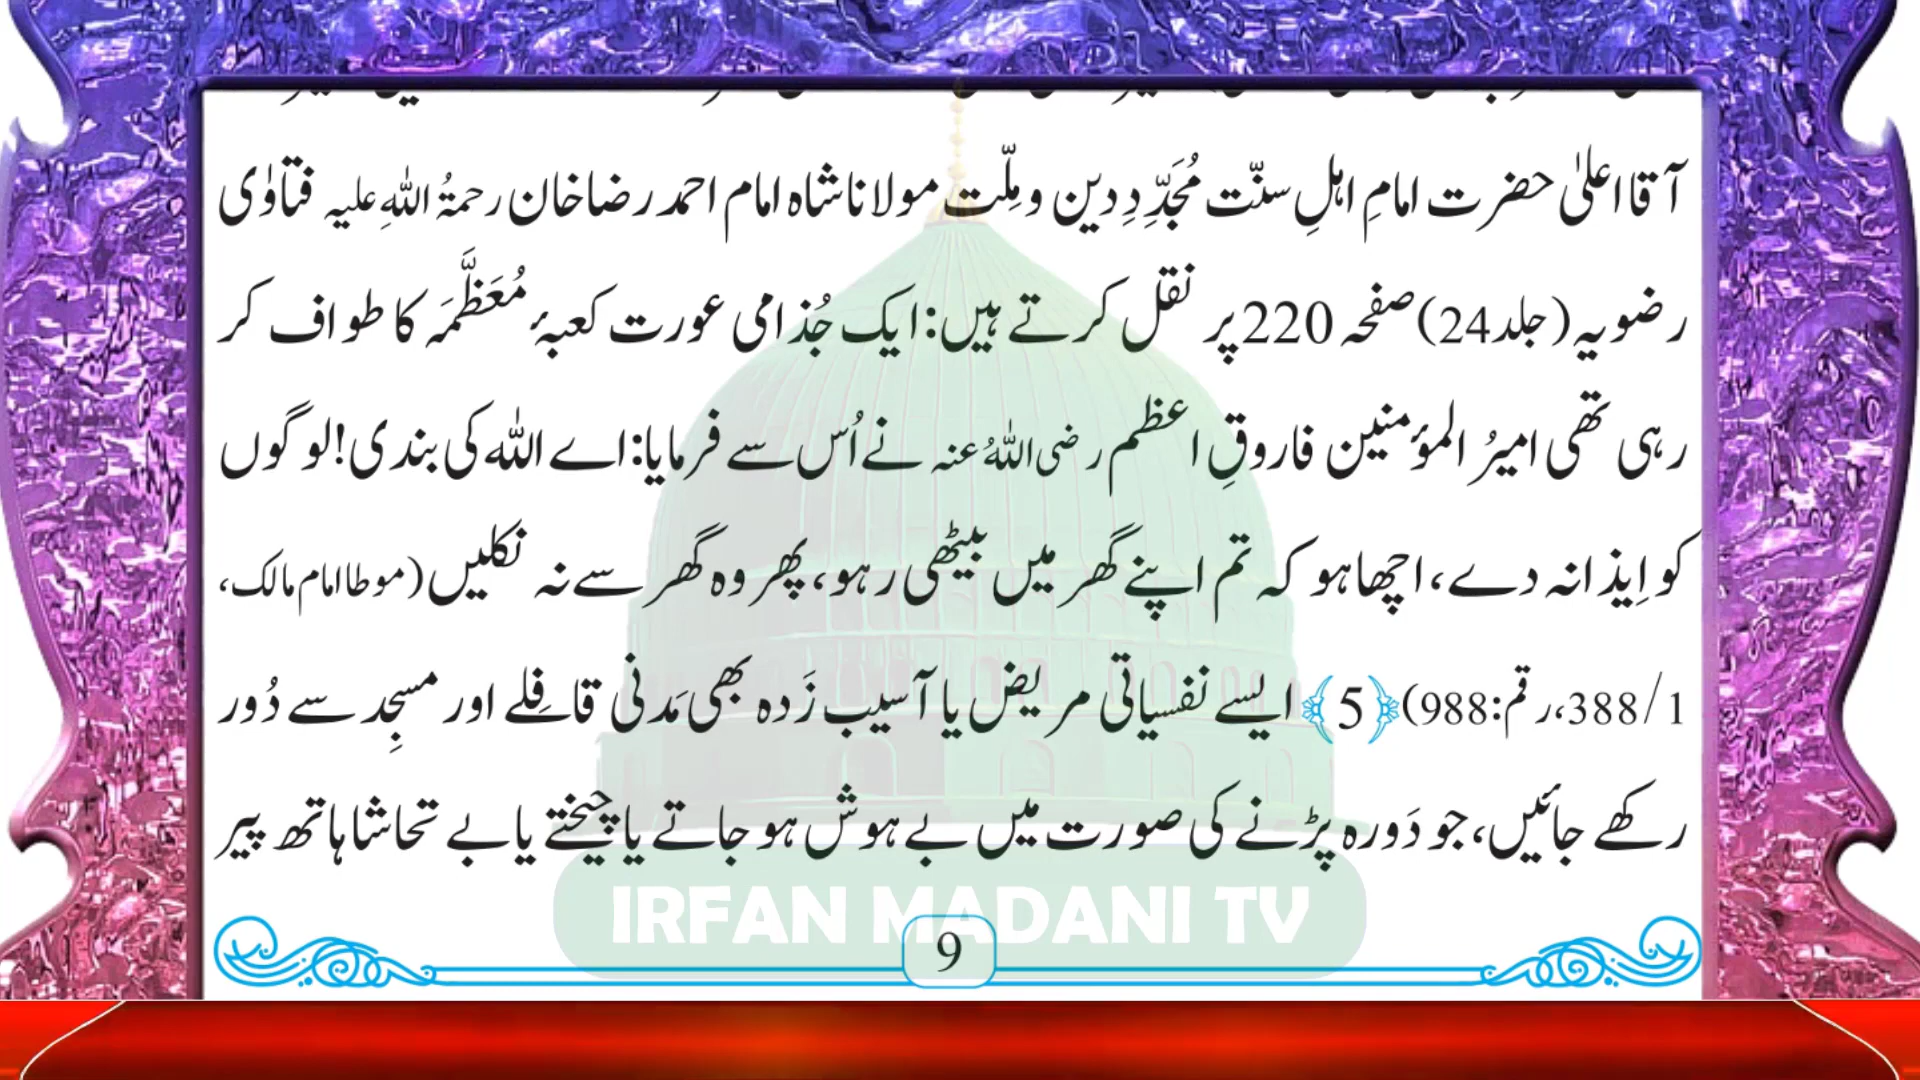 آقا اعلیٰ حضرت امامِ اہلِ سنّت مُجَدِّدِ دین و مِلّت مولانا شاہ امام احمد رضا خان رحمۃُ اللہِ علیہ فتاوٰی
رضویہ (جلد 24) صفحہ 220 پر نقل کرتے ہیں: ایک جُذامی عورت کعبۂ مُعَظَّمَہ کا طواف کر
رہی تھی امیرُ المؤمنین فاروقِ اعظم رضی اللہُ عنہ نے اُس سے فرمایا: اے اللہ کی بندی! لوگوں
کو اِیذا نہ دے، اچھا ہو کہ تم اپنے گھر میں بیٹھی رہو، پھر وہ گھر سے نہ نکلیں (موطا امام مالک،
1/388، رقم: 988) ﴿5﴾ ایسے نفسیاتی مریض یا آسیب زَدہ بھی مَدنی قافِلے اور مسجِد سے دُور
رکھے جائیں، جو دَورہ پڑنے کی صورت میں بے ہوش ہو جاتے یا چیختے یا بے تحاشا ہاتھ پیر
IRFAN MADANI TV
9